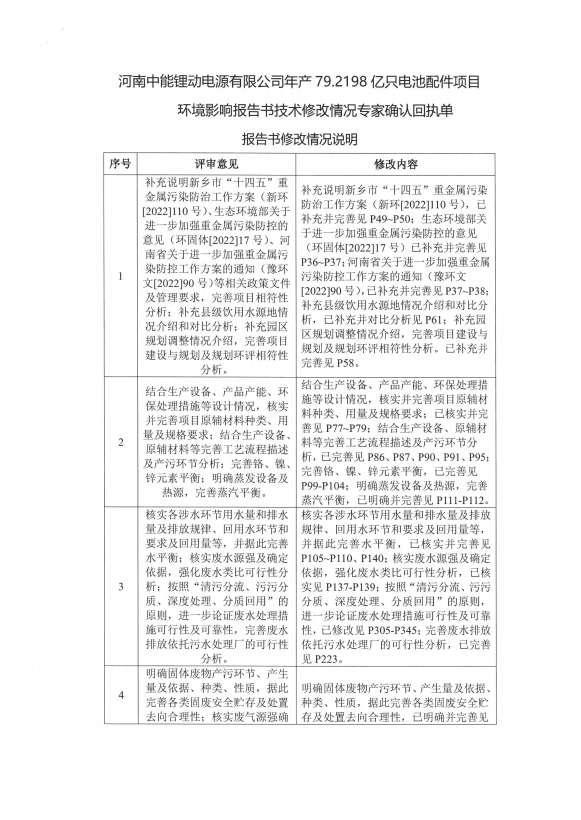 河南中能锂动电源有限公司年产 79.2198 亿只电池配件项目
环境影响报告书技术修改情况专家确认回执单
报告书修改情况说明
序号
评审意见
修改内容
1
补充说明新乡市“十四五”重
金属污染防治工作方案（新环
[2022]110 号）、生态环境部关于
进一步加强重金属污染防控的
意见（环固体[2022]17 号）、河
南省关于进一步加强重金属污
染防控工作方案的通知（豫环
文[2022]90 号）等相关政策文件
及管理要求，完善项目相符性
分析；补充县级饮用水源地情
况介绍和对比分析；补充园区
规划调整情况介绍，完善项目
建设与规划及规划环评相符性
分析。
补充说明新乡市“十四五”重金属污染
防治工作方案（新环[2022]110 号），已
补充并完善见 P49~P50；生态环境部关
于进一步加强重金属污染防控的意见
（环固体[2022]17 号）已补充并完善见
P36~P37；河南省关于进一步加强重金属
污染防控工作方案的通知（豫环文
[2022]90 号），已补充并完善见 P37~P38；
补充县级饮用水源地情况介绍和对比分
析，已补充并对比分析见 P61；补充园
区规划调整情况介绍，完善项目建设与
规划及规划环评相符性分析。已补充并
完善见 P58。
2
结合生产设备、产品产能、环
保处理措施等设计情况，核实
并完善项目原辅材料种类、用
量及规格要求；结合生产设备、
原辅材料等完善工艺流程描述
及产污环节分析；完善铬、镍、
锌元素平衡；明确蒸发设备及
热源，完善蒸汽平衡。
结合生产设备、产品产能、环保处理措
施等设计情况，核实并完善项目原辅材
料种类、用量及规格要求；已核实并完
善见 P77~P79；结合生产设备、原辅材
料等完善工艺流程描述及产污环节分
析，已完善见 P86、P87、P90、P91、P95；
完善铬、镍、锌元素平衡，已完善见
P99-P104；明确蒸发设备及热源，完善
蒸汽平衡，已明确并完善见 P111-P112。
3
核实各涉水环节用水量和排水
量及排放规律、回用水环节和
要求及回用量等，并据此完善
水平衡；核实废水源强及确定
依据，强化废水类比可行性分
析；按照“清污分流、污污分
质、深度处理、分质回用”的
原则，进一步论证废水处理措
施可行性及可靠性，完善废水
排放依托污水处理厂的可行性
分析。
核实各涉水环节用水量和排水量及排放
规律、回用水环节和要求及回用量等，
并据此完善水平衡，已核实并完善见
P105~P110、P140；核实废水源强及确定
依据，强化废水类比可行性分析，已核
实见 P137-P139；按照“清污分流、污污
分质、深度处理、分质回用”的原则，
进一步论证废水处理措施可行性及可靠
性，已修改见 P305-P345；完善废水排放
依托污水处理厂的可行性分析，已完善
见 P223。
4
明确固体废物产污环节、产生
量及依据、种类、性质，据此
完善各类固废安全贮存及处置
去向合理性；核实废气源强确
明确固体废物产污环节、产生量及依据、
种类、性质，据此完善各类固废安全贮
存及处置去向合理性，已明确并完善见